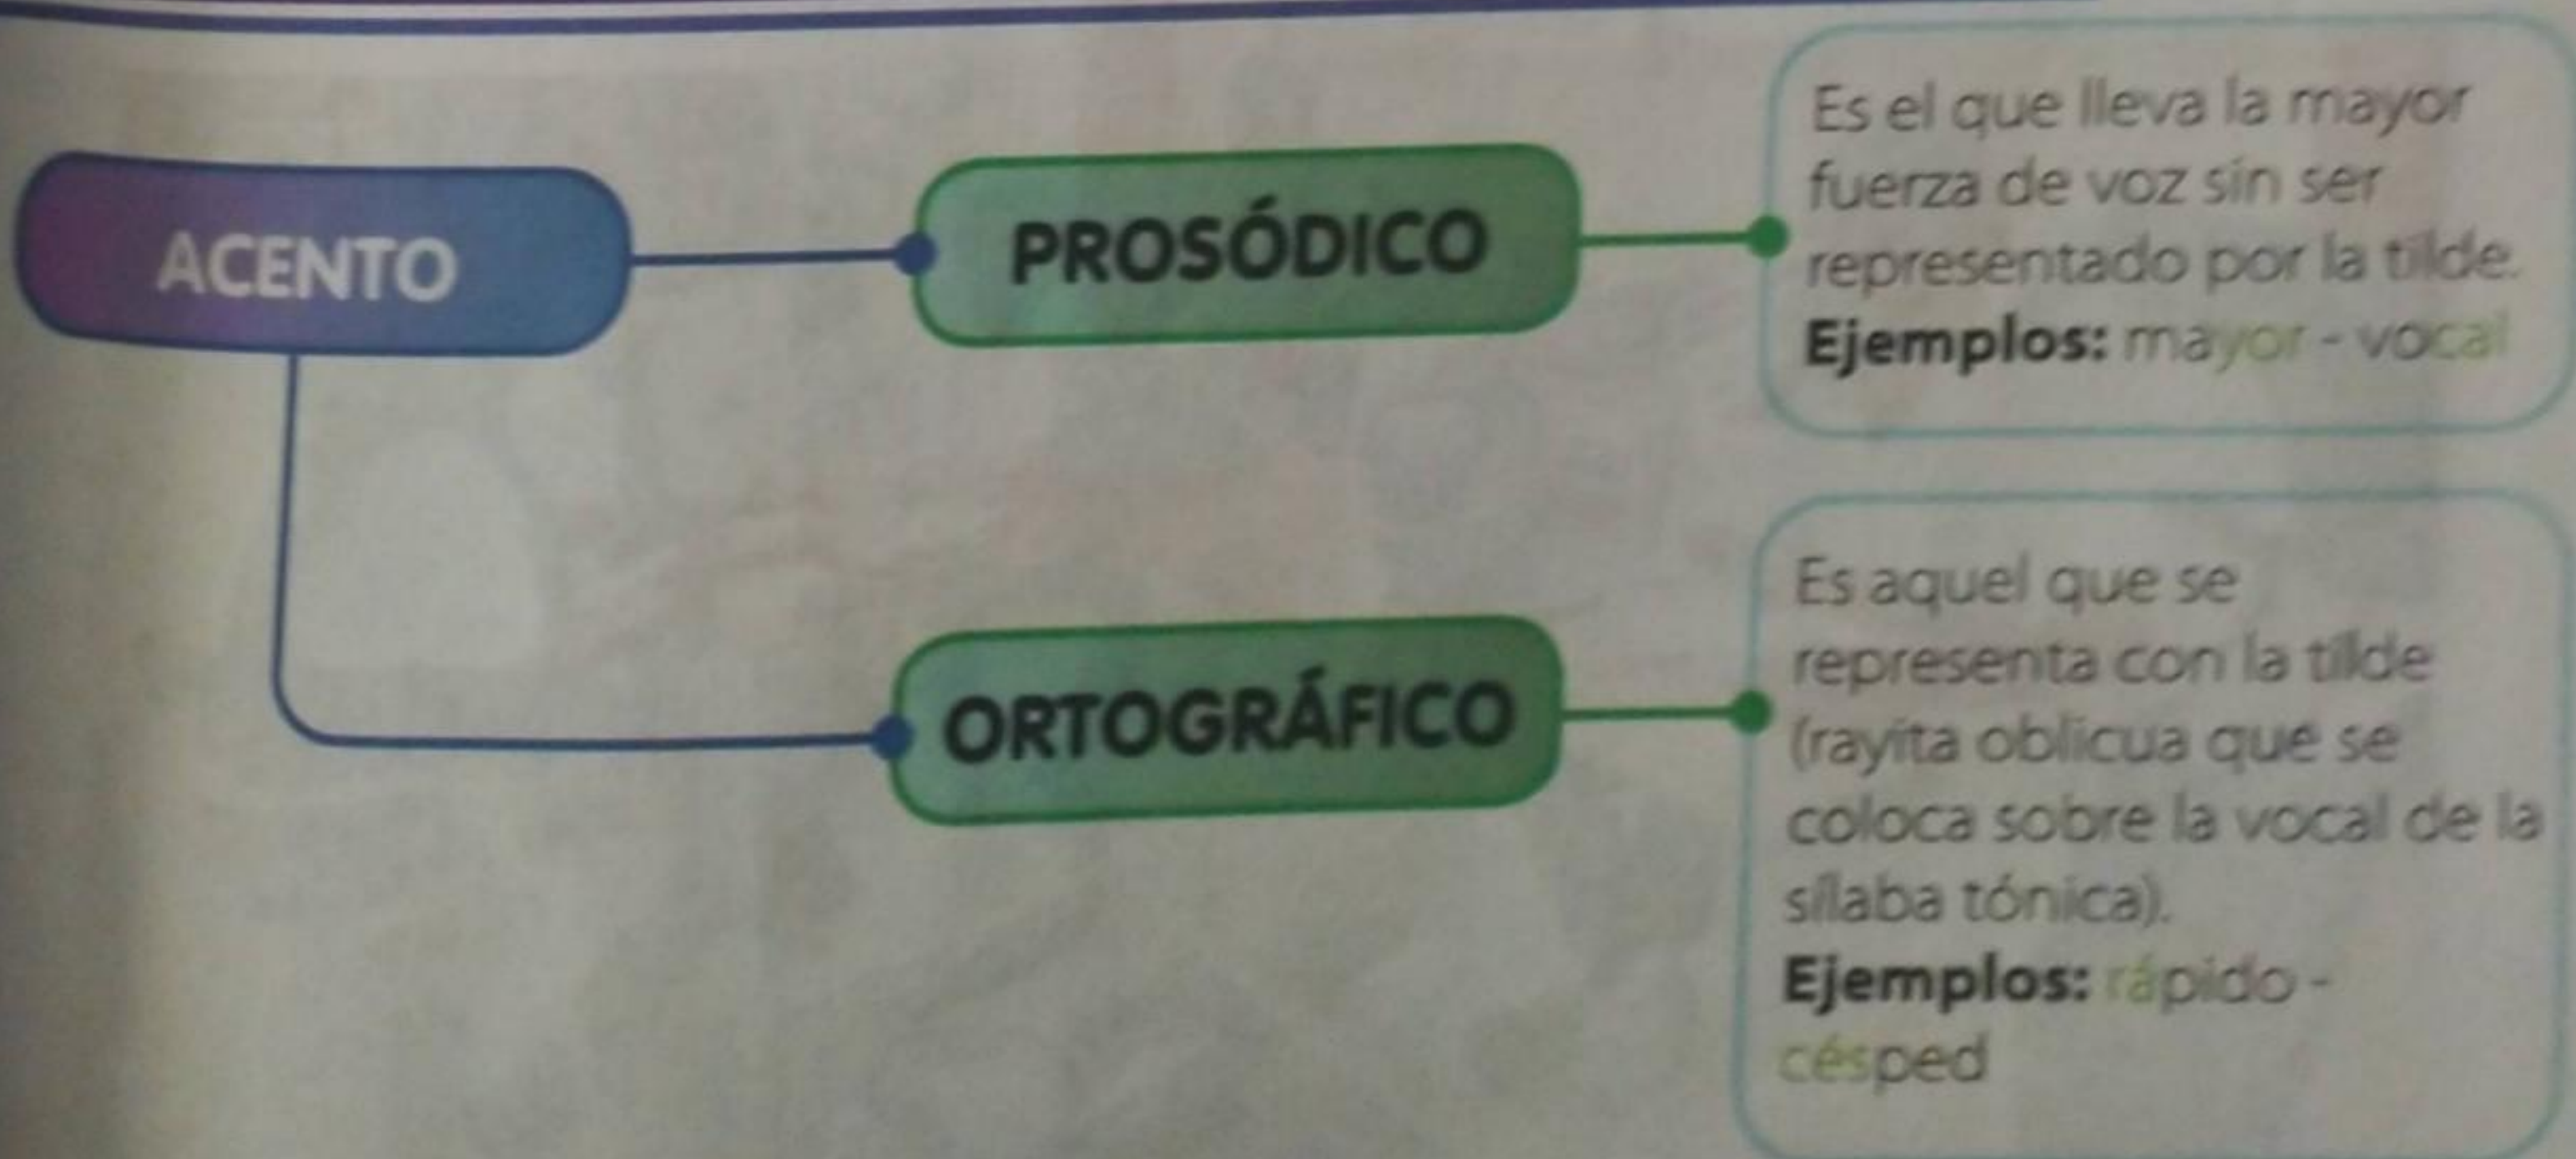 ACENTO
PROSÓDICO
Es el que lleva la mayor
fuerza de voz sin ser
representado por la tilde.
Ejemplos: mayor - vocal
ORTOGRÁFICO
Es aquel que se
representa con la tilde
(rayita oblicua que se
coloca sobre la vocal de la
sílaba tónica).
Ejemplos: rápido -
césped